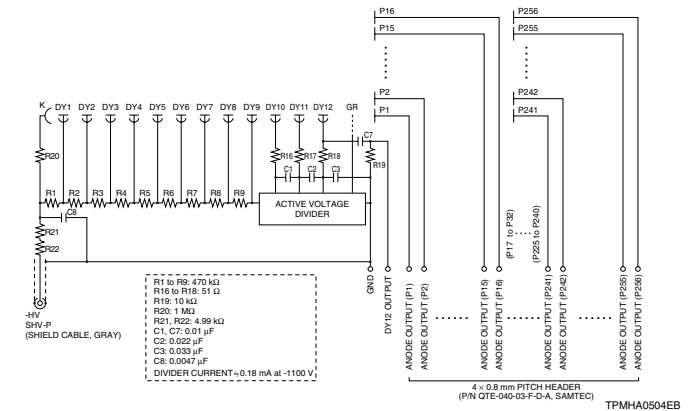 P16
P15
P2
P1
P256
P255
P242
P241
K DY1 DY2 DY3 DY4 DY5 DY6 DY7 DY8 DY9 DY10 DY11 DY12 GR
C7
R20
R16 R17 R18
R19
C1 C2 C3
R1 R2 R3 R4 R5 R6 R7 R8 R9
ACTIVE VOLTAGE
DIVIDER
C8
R21
R22
(P17 to P32)
(P225 to P240)
-HV
SHV-P
(SHIELD CABLE, GRAY)
R1 to R9: 470 kΩ
R16 to R18: 51 Ω
R19: 10 kΩ
R20: 1 MΩ
R21, R22: 4.99 kΩ
C1, C7: 0.01 µF
C2: 0.022 µF
C3: 0.033 µF
C8: 0.0047 µF
DIVIDER CURRENT≒0.18 mA at -1100 V
GND
DY12 OUTPUT
ANODE OUTPUT (P1)
ANODE OUTPUT (P2)
ANODE OUTPUT (P15)
ANODE OUTPUT (P16)
ANODE OUTPUT (P241)
ANODE OUTPUT (P242)
ANODE OUTPUT (P255)
ANODE OUTPUT (P256)
4 × 0.8 mm PITCH HEADER
(P/N QTE-040-03-F-D-A, SAMTEC)
TPMHA0504EB